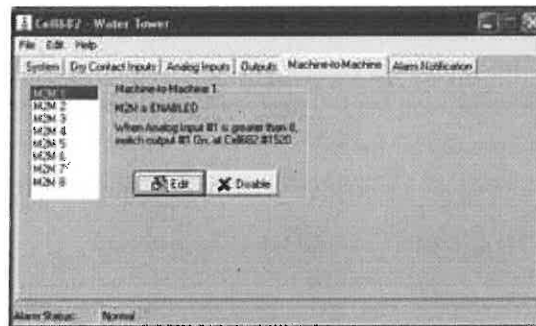 Cell682 - Water Tower
File Edit Help
System Dry Contact Inputs Analog Inputs Outputs Machine-to-Machine Alarm Notification
M2M 1
M2M 2
M2M 3
M2M 4
M2M 5
M2M 6
M2M 7
M2M 8
Machine-to-Machine 1
M2M is ENABLED
When Analog Input #1 is greater than 8,
switch output #1 On, at Cell682 #1520
Edit Disable
Alarm Status: Normal